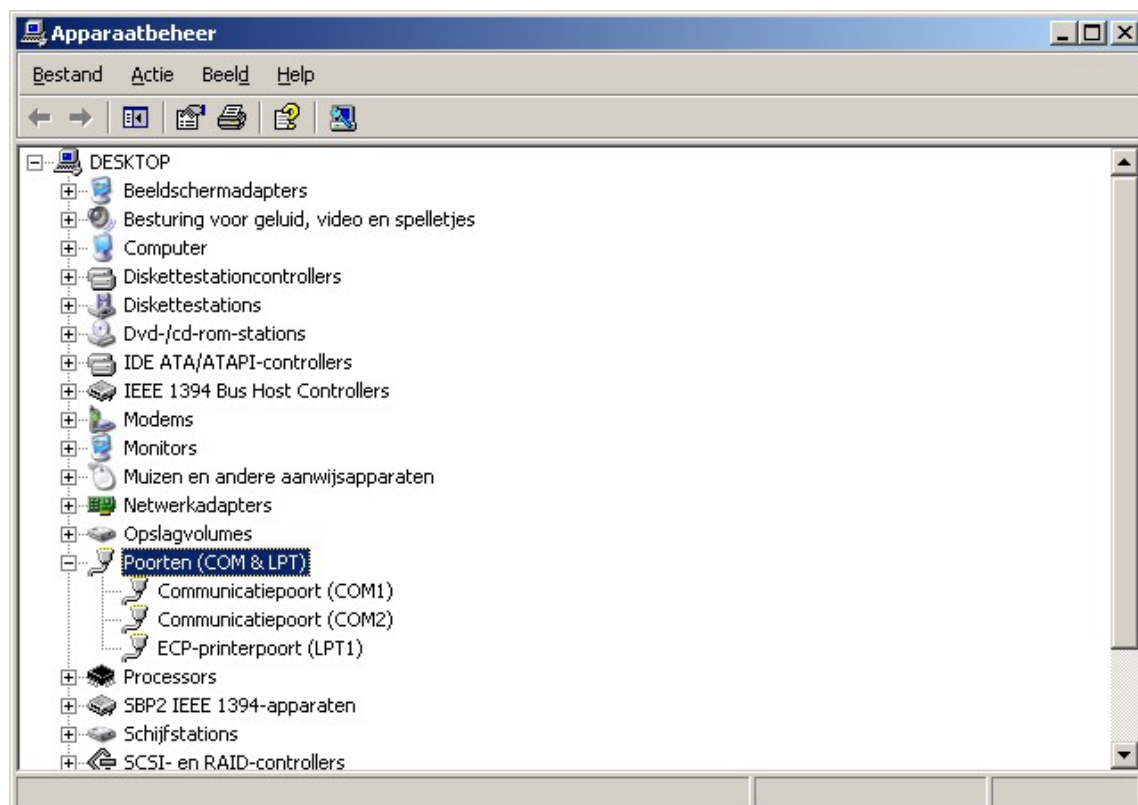 Apparaatbeheer
Bestand Actie Beeld Help
DESKTOP
Beeldschermadapters
Besturing voor geluid, video en spelletjes
Computer
Diskettestationcontrollers
Diskettestations
Dvd-/cd-rom-stations
IDE ATA/ATAPI-controllers
IEEE 1394 Bus Host Controllers
Modems
Monitors
Muizen en andere aanwijsapparaten
Netwerkadapters
Opslagvolumes
Poorten (COM & LPT)
Communicatiepoort (COM1)
Communicatiepoort (COM2)
ECP-printerpoort (LPT1)
Processors
SBP2 IEEE 1394-apparaten
Schijfstations
SCSI- en RAID-controllers